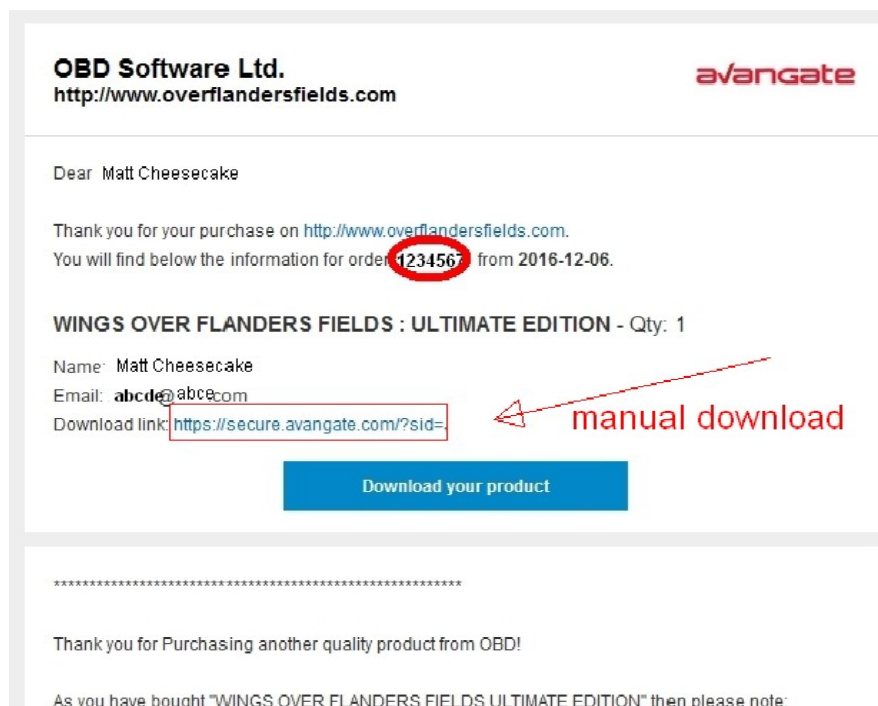 OBD Software Ltd.
http://www.overflandersfields.com
avangate
Dear Matt Cheesecake
Thank you for your purchase on http://www.overflandersfields.com.
You will find below the information for order 1234567 from 2016-12-06.
WINGS OVER FLANDERS FIELDS : ULTIMATE EDITION - Qty: 1
Name: Matt Cheesecake
Email: abcde@abce.com
Download link: https://secure.avangate.com/?sid=.
manual download
Download your product
*********************************************************
Thank you for Purchasing another quality product from OBD!
As you have bought "WINGS OVER FLANDERS FIELDS ULTIMATE EDITION" then please note: